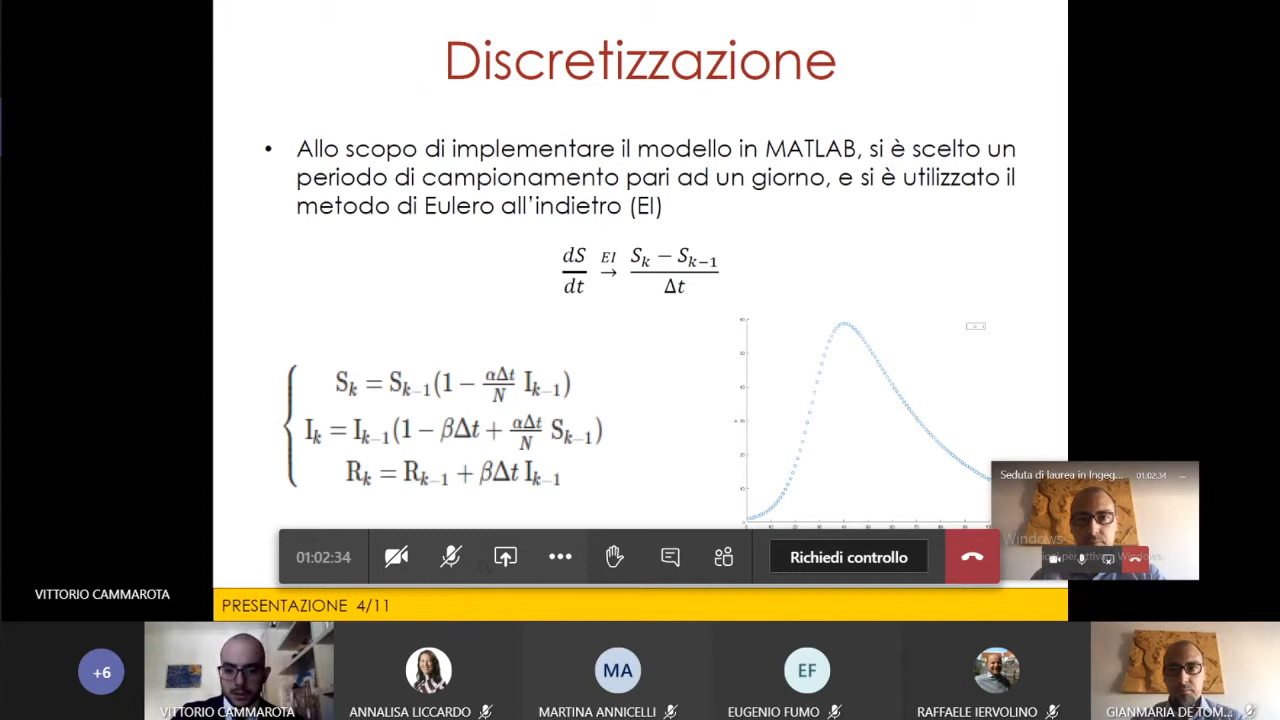 Discretizzazione
• Allo scopo di implementare il modello in MATLAB, si è scelto un
periodo di campionamento pari ad un giorno, e si è utilizzato il
metodo di Eulero all'indietro (EI)
dS/dt →^{EI} (S_k − S_{k−1})/Δt
S_k = S_{k−1}(1 − αΔt/N I_{k−1})
I_k = I_{k−1}(1 − βΔt + αΔt/N S_{k−1})
R_k = R_{k−1} + βΔt I_{k−1}
Seduta di laurea in Ingeg... 01:02:34
Windows
per attivare Windows.
01:02:34
Richiedi controllo
VITTORIO CAMMAROTA
PRESENTAZIONE 4/11
+6
MA
EF
VITTORIO CAMMAROTA
ANNALISA LICCARDO
MARTINA ANNICELLI
EUGENIO FUMO
RAFFAELE IERVOLINO
GIANMARIA DE TOM...